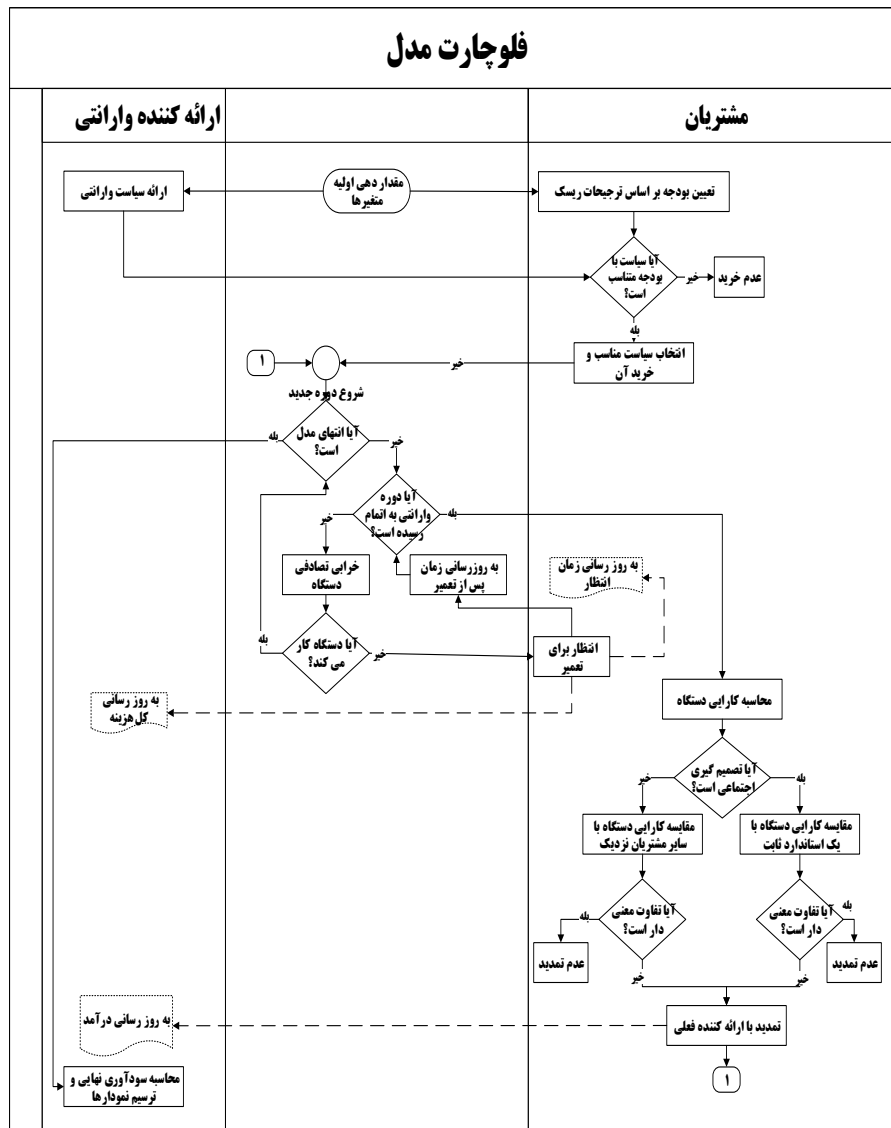 فلوچارت مدل
مشتریان
ارائه کننده وارانتی
مقدار دهی اولیه
متغیرها
تعیین بودجه بر اساس ترجیحات ریسک
ارائه سیاست وارانتی
آیا سیاست با
بودجه متناسب
است؟
خیر
عدم خرید
بله
انتخاب سیاست مناسب و
خرید آن
خیر
۱
شروع دوره جدید
آیا انتهای مدل
است؟
بله
خیر
آیا دوره
وارانتی به اتمام
رسیده است؟
بله
خیر
خرابی تصادفی
دستگاه
به روزرسانی زمان
پس از تعمیر
به روز رسانی زمان
انتظار
آیا دستگاه کار
می کند؟
بله
خیر
انتظار برای
تعمیر
به روز رسانی
کل هزینه
محاسبه کارایی دستگاه
آیا تصمیم گیری
اجتماعی است؟
بله
خیر
مقایسه کارایی دستگاه با
یک استاندارد ثابت
مقایسه کارایی دستگاه با
سایر مشتریان نزدیک
آیا تفاوت معنی
دار است؟
بله
عدم تمدید
خیر
آیا تفاوت معنی
دار است؟
بله
عدم تمدید
خیر
تمدید با ارائه کننده فعلی
به روز رسانی درآمد
۱
محاسبه سودآوری نهایی و
ترسیم نمودارها